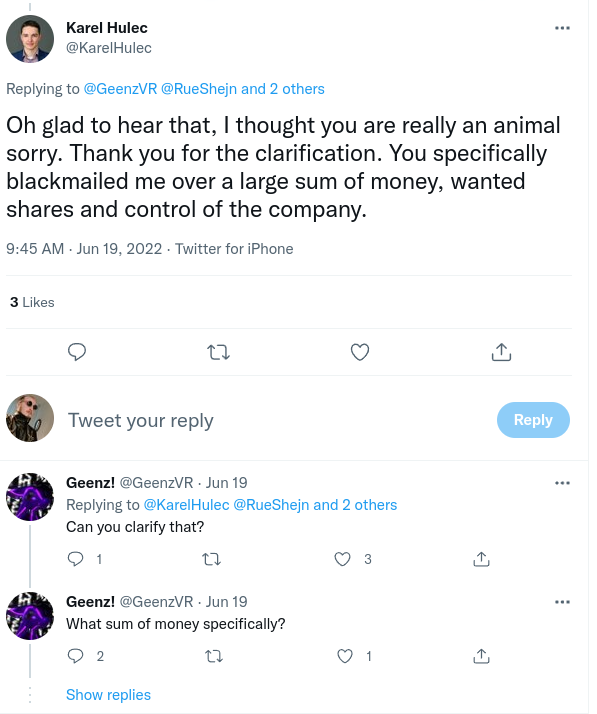 Karel Hulec
@KarelHulec
Replying to @GeenzVR @RueShejn and 2 others
Oh glad to hear that, I thought you are really an animal
sorry. Thank you for the clarification. You specifically
blackmailed me over a large sum of money, wanted
shares and control of the company.
9:45 AM · Jun 19, 2022 · Twitter for iPhone
3 Likes
Tweet your reply
Reply
Geenz! @GeenzVR · Jun 19
Replying to @KarelHulec @RueShejn and 2 others
Can you clarify that?
1 3
Geenz! @GeenzVR · Jun 19
What sum of money specifically?
2 1
Show replies